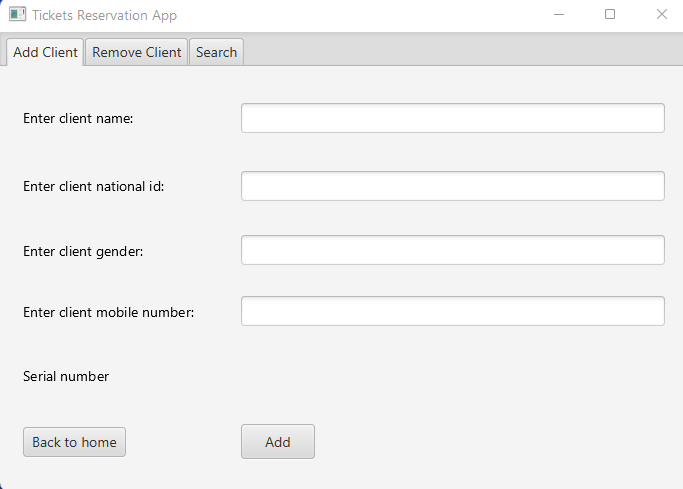 Tickets Reservation App
Add Client Remove Client Search
Enter client name:
Enter client national id:
Enter client gender:
Enter client mobile number:
Serial number
Back to home Add